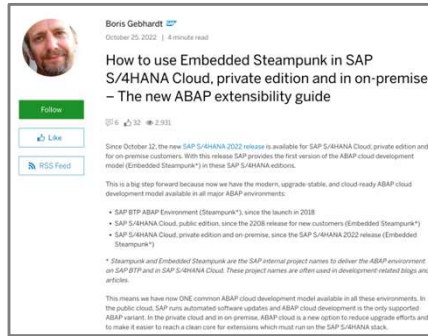 Boris Gebhardt SAP
October 25, 2022 | 4 minute read
How to use Embedded Steampunk in SAP
S/4HANA Cloud, private edition and in on-premise
– The new ABAP extensibility guide
6 32 2,931
Follow
Like
RSS Feed
Since October 12, the new SAP S/4HANA 2022 release is available for SAP S/4HANA Cloud, private edition and
for on-premise customers. With this release SAP provides the first version of the ABAP cloud development
model (Embedded Steampunk*) in these SAP S/4HANA editions.
This is a big step forward because now we have the modern, upgrade stable, and cloud-ready ABAP cloud
development model available in all major ABAP environments:
• SAP BTP ABAP Environment (Steampunk*), since the launch in 2018
• SAP S/4HANA Cloud, public edition, since the 2208 release for new customers (Embedded Steampunk*)
• SAP S/4HANA Cloud, private edition and on-premise, since the SAP S/4HANA 2022 release (Embedded
Steampunk*)
* Steampunk and Embedded Steampunk are the SAP internal project names to deliver the ABAP environment
on SAP BTP and in SAP S/4HANA Cloud. These project names are often used in development related blogs and
articles.
This means we have now ONE common ABAP cloud development model available in all these environments. In
the public cloud, SAP runs automated software updates and ABAP cloud development is the only supported
ABAP variant. In the private cloud and in on-premise, ABAP cloud is a new option to reduce upgrade efforts and
to make it easier to reach a clean core for extensions which must run on the SAP S/4HANA stack.